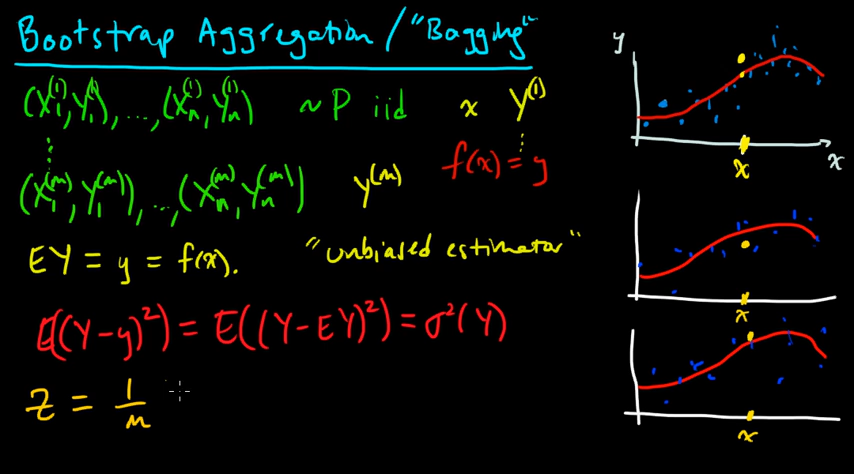 Bootstrap Aggregation / "Bagging"
(X₁⁽¹⁾, Y₁⁽¹⁾), ..., (Xₙ⁽¹⁾, Yₙ⁽¹⁾) ~ P iid x Y⁽¹⁾
f(x) = y
(X₁⁽ᵐ⁾, Y₁⁽ᵐ⁾), ..., (Xₙ⁽ᵐ⁾, Yₙ⁽ᵐ⁾) Y⁽ᵐ⁾
EY = y = f(x). "unbiased estimator"
E((Y-y)²) = E((Y-EY)²) = σ²(Y)
Z = 1/m
y
x
x
x
x